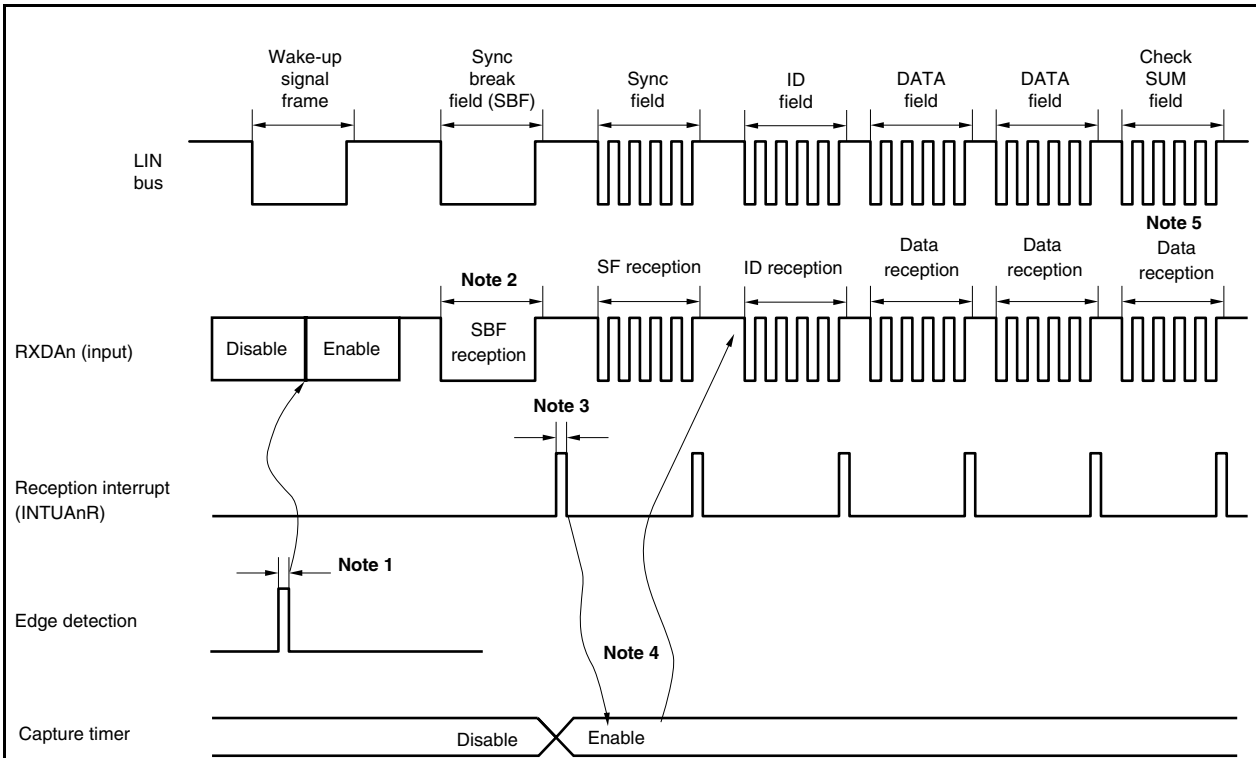 Wake-up
signal
frame
Sync
break
field (SBF)
Sync
field
ID
field
DATA
field
DATA
field
Check
SUM
field
LIN
bus
Note 5
Note 2
SF reception
ID reception
Data
reception
Data
reception
Data
reception
RXDAn (input)
Disable
Enable
SBF
reception
Note 3
Reception interrupt
(INTUAnR)
Note 1
Edge detection
Note 4
Capture timer
Disable
Enable